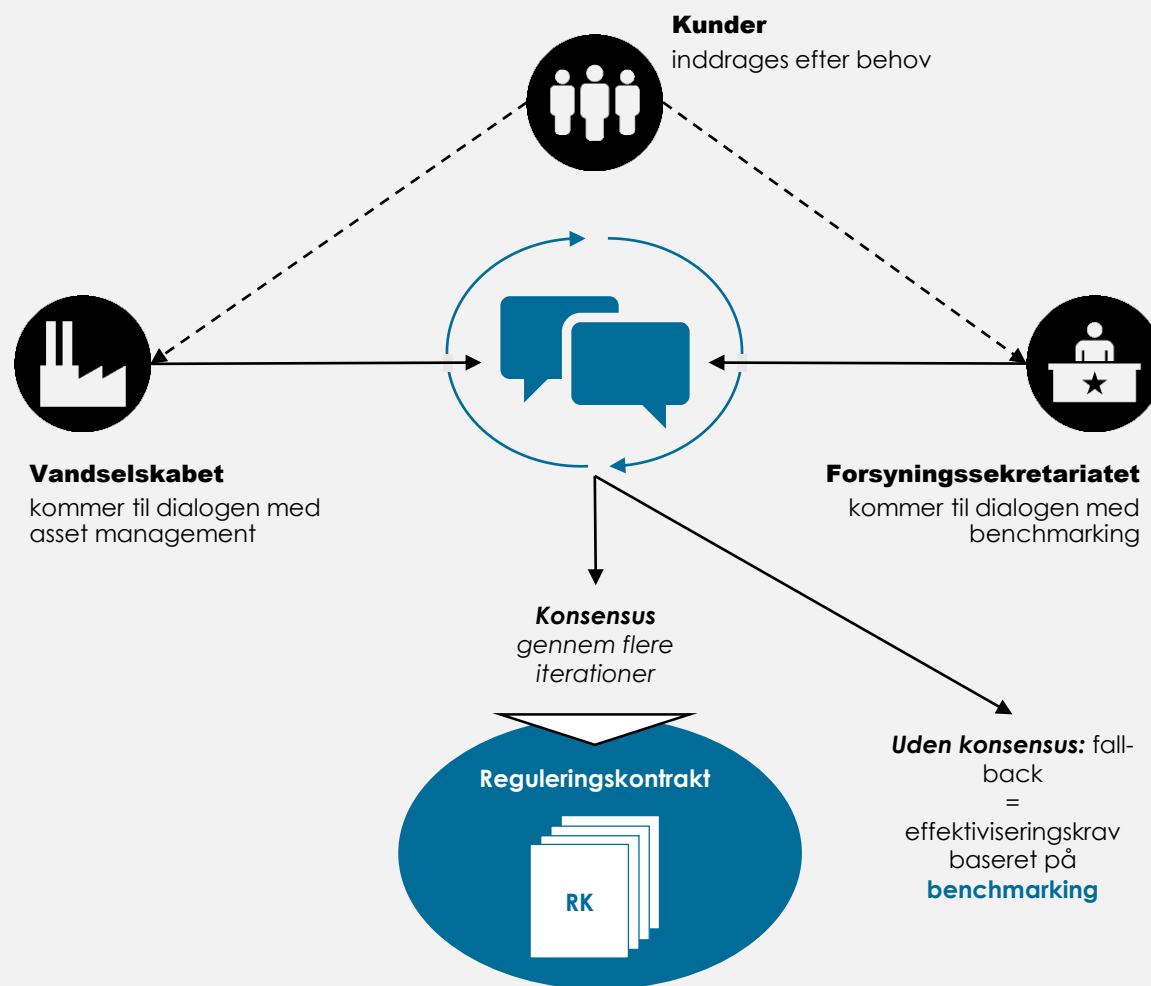 Kunder
inddrages efter behov
Vandselskabet
kommer til dialogen med
asset management
Forsyningssekretariatet
kommer til dialogen med
benchmarking
Konsensus
gennem flere
iterationer
Uden konsensus: fall-
back
=
effektiviseringskrav
baseret på
benchmarking
Reguleringskontrakt
RK